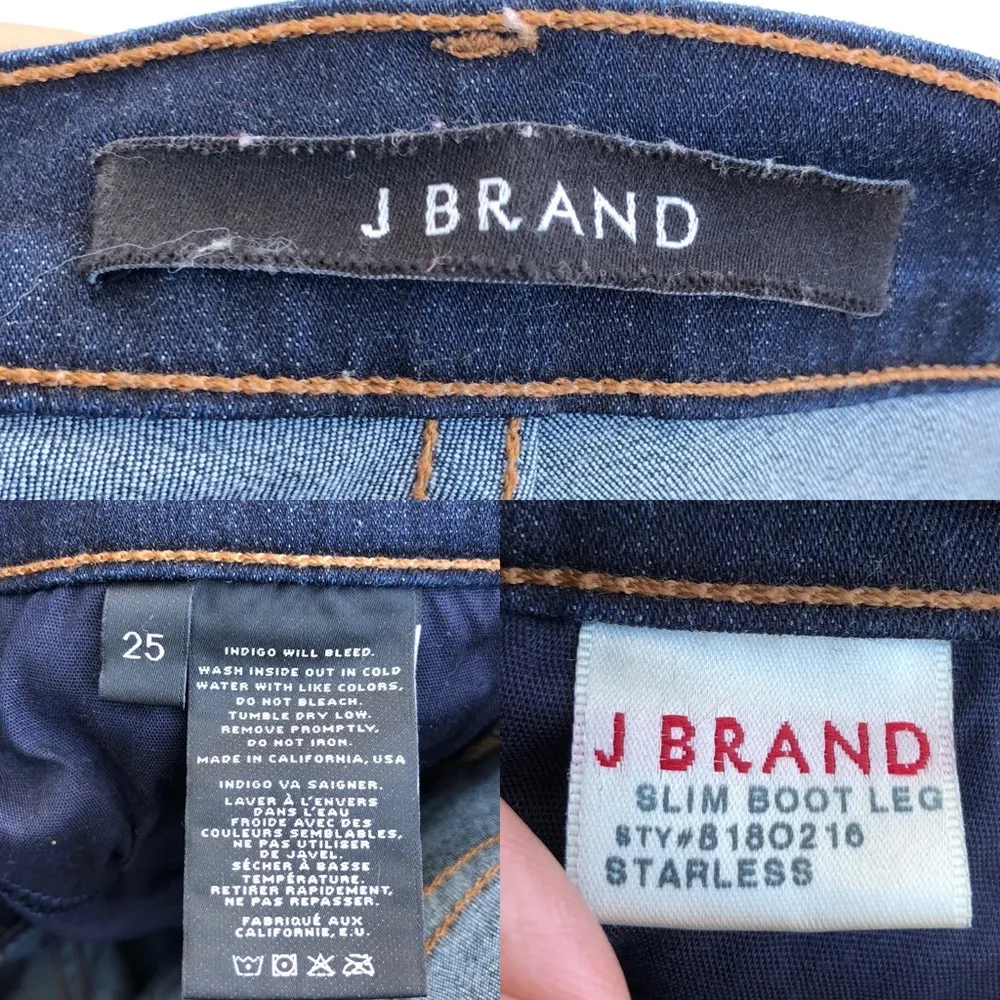 J BRAND
25
INDIGO WILL BLEED.
WASH INSIDE OUT IN COLD
WATER WITH LIKE COLORS,
DO NOT BLEACH.
TUMBLE DRY LOW.
REMOVE PROMPTLY,
DO NOT IRON.
MADE IN CALIFORNIA, USA
INDIGO VA SAIGNER.
LAVER À L'ENVERS
DANS L'EAU
FROIDE AVEC DES
COULEURS SEMBLABLES,
NE PAS UTILISER
DE JAVEL.
SÉCHER À BASSE
TEMPÉRATURE.
RETIRER RAPIDEMENT,
NE PAS REPASSER.
FABRIQUÉ AUX
CALIFORNIE, E.U.
J BRAND
SLIM BOOT LEG
STY#8180216
STARLESS